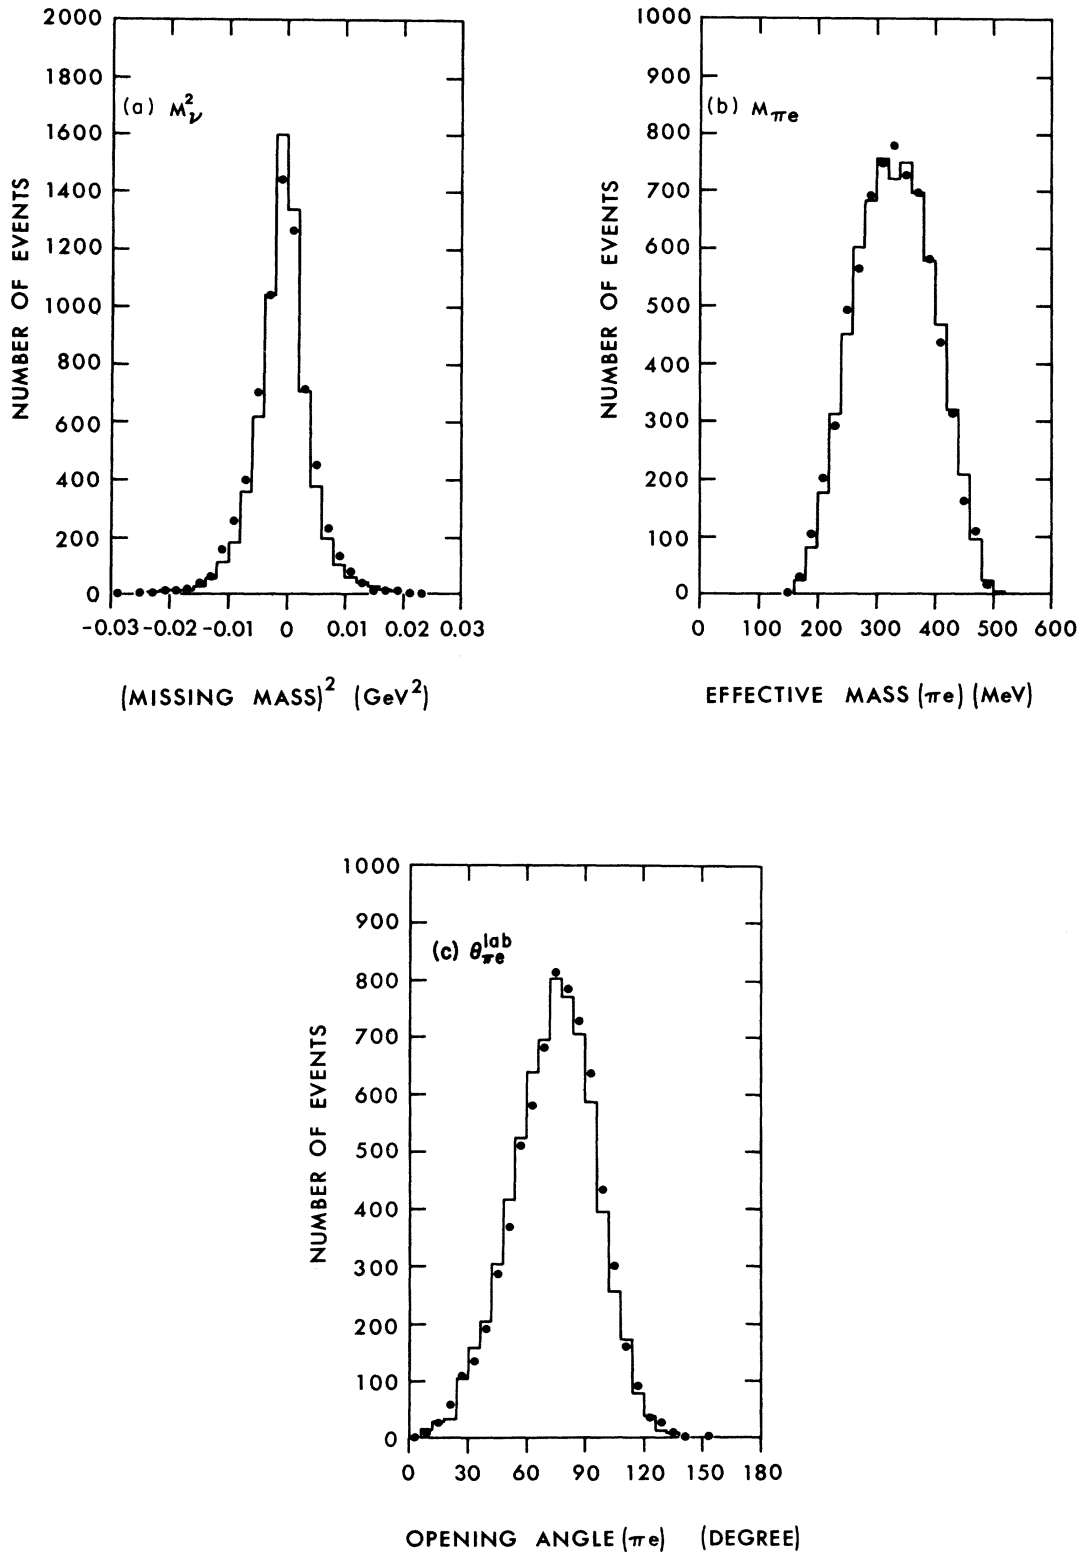 2000
1800
1600
1400
1200
1000
800
600
400
200
0
NUMBER OF EVENTS
(a) M²ν
-0.03 -0.02 -0.01 0 0.01 0.02 0.03
(MISSING MASS)² (GeV²)
1000
900
800
700
600
500
400
300
200
100
0
NUMBER OF EVENTS
(b) Mπe
0 100 200 300 400 500 600
EFFECTIVE MASS (πe) (MeV)
1000
900
800
700
600
500
400
300
200
100
0
NUMBER OF EVENTS
(c) θ lab πe
0 30 60 90 120 150 180
OPENING ANGLE (πe) (DEGREE)